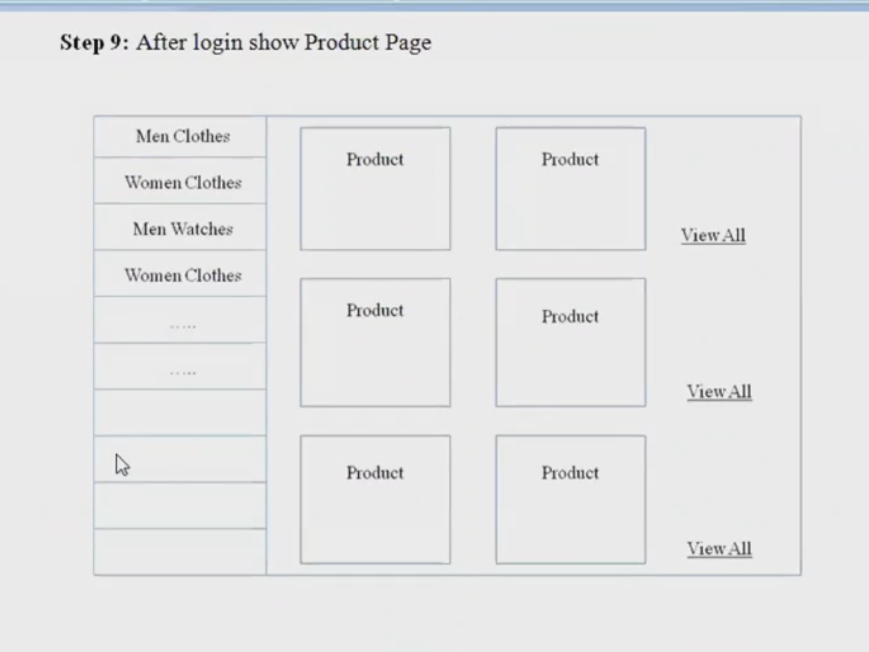 Step 9: After login show Product Page
Men Clothes
Women Clothes
Men Watches
Women Clothes
.....
.....
Product
Product
View All
Product
Product
View All
Product
Product
View All